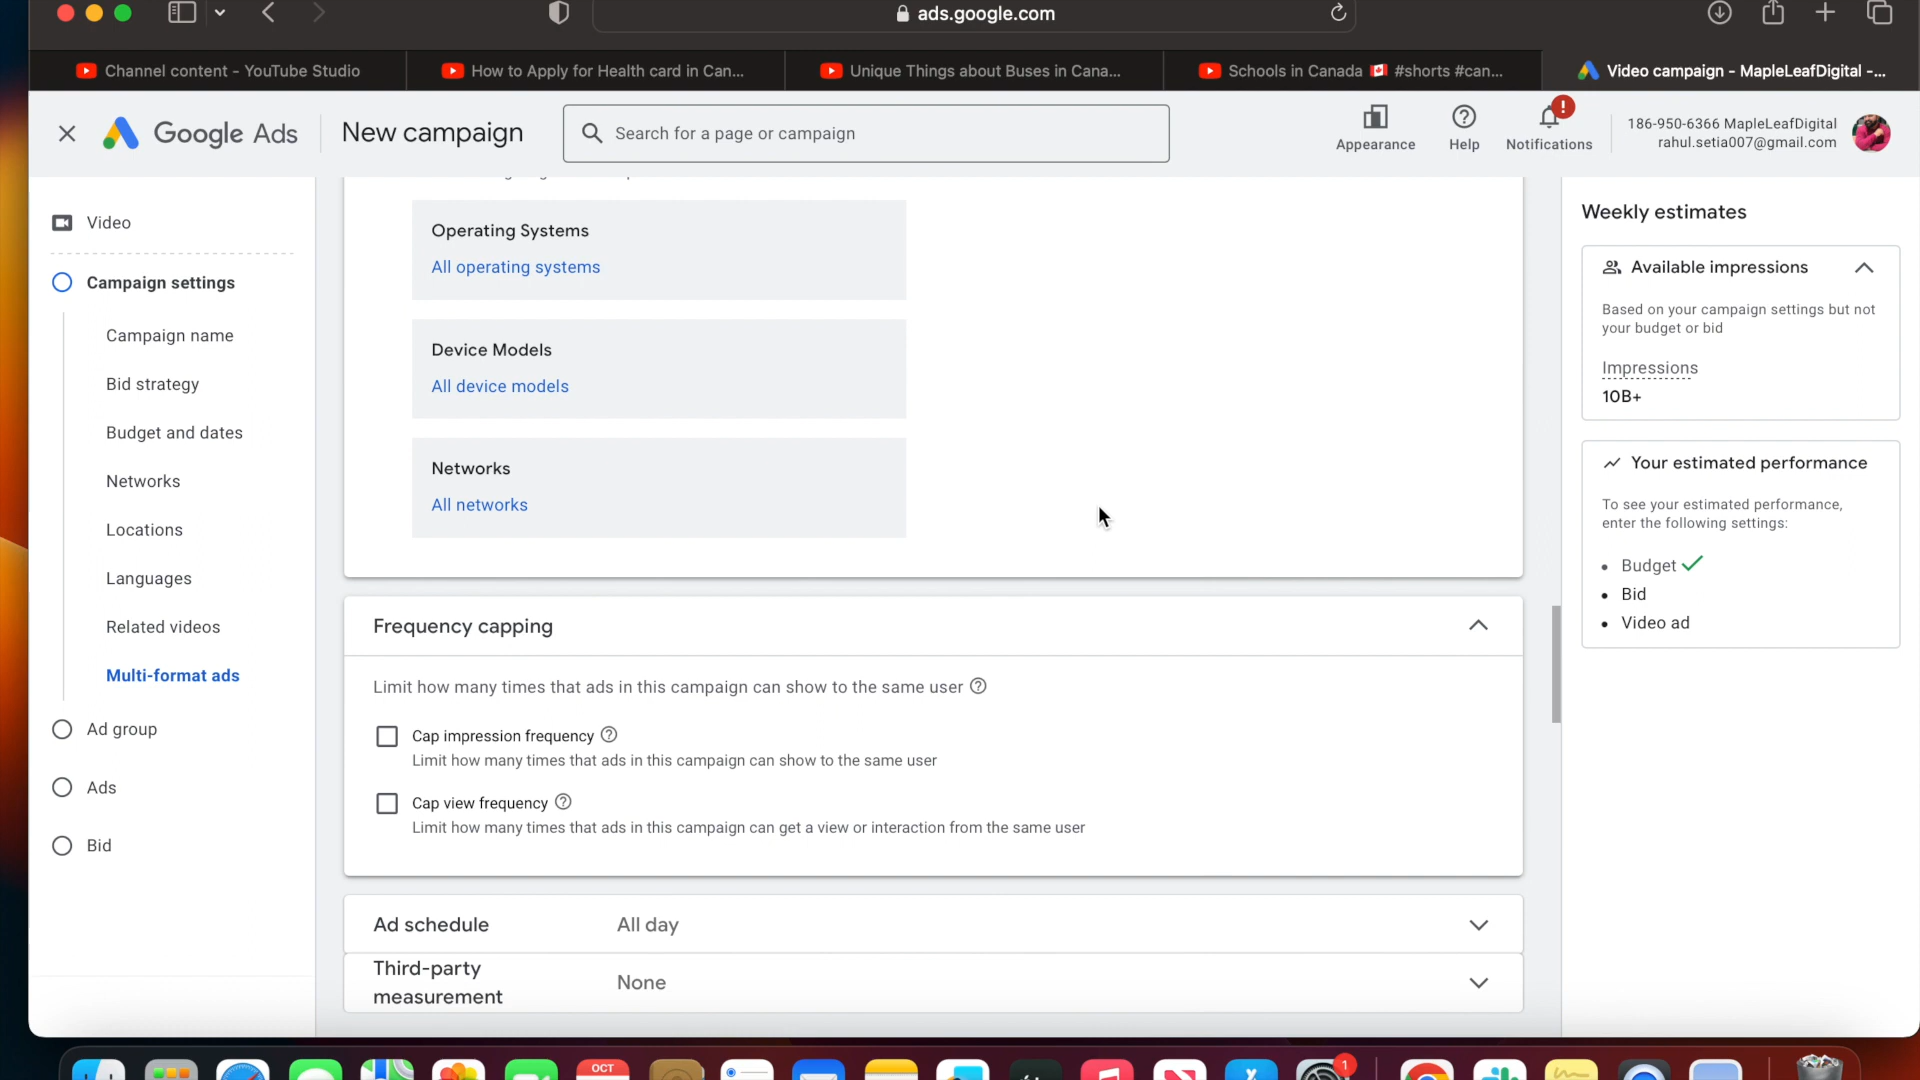 ads.google.com
Channel content - YouTube Studio
How to Apply for Health card in Can...
Unique Things about Buses in Cana...
Schools in Canada 🇨🇦 #shorts #can...
Video campaign - MapleLeafDigital -...
Google Ads
New campaign
Search for a page or campaign
Appearance
Help
!
Notifications
186-950-6366 MapleLeafDigital
rahul.setia007@gmail.com
Video
Campaign settings
Campaign name
Bid strategy
Budget and dates
Networks
Locations
Languages
Related videos
Multi-format ads
Ad group
Ads
Bid
Operating Systems
All operating systems
Device Models
All device models
Networks
All networks
Frequency capping
Limit how many times that ads in this campaign can show to the same user
Cap impression frequency
Limit how many times that ads in this campaign can show to the same user
Cap view frequency
Limit how many times that ads in this campaign can get a view or interaction from the same user
Ad schedule
All day
Third-party
measurement
None
Weekly estimates
Available impressions
Based on your campaign settings but not
your budget or bid
Impressions
10B+
Your estimated performance
To see your estimated performance,
enter the following settings:
• Budget
• Bid
• Video ad
OCT
1